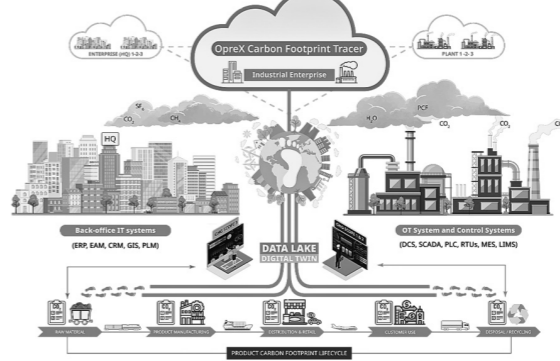 OpreX Carbon Footprint Tracer
Industrial Enterprise
ENTERPRISE (HQ) 1-2-3
PLANT 1 -2- 3
SF₆
CO₂
CH₄
PCF
H₂O
CO₂
CO₂
HQ
Back-office IT systems
(ERP, EAM, CRM, GIS, PLM)
OT System and Control Systems
(DCS, SCADA, PLC, RTUs, MES, LIMS)
DATA LAKE
DIGITAL TWIN
RAW MATERIAL
PRODUCT MANUFACTURING
DISTRIBUTION & RETAIL
CUSTOMER USE
DISPOSAL / RECYCLING
PRODUCT CARBON FOOTPRINT LIFECYCLE